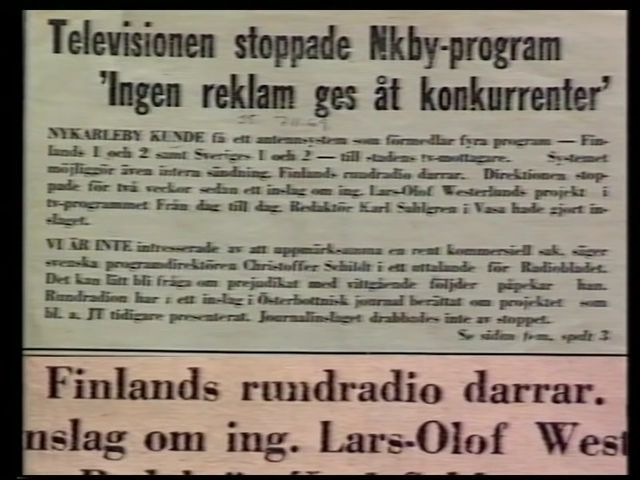 Televisionen stoppade Nkby-program
'Ingen reklam ges åt konkurrenter'
NYKARLEBY KUNDE få ett antennsystem som förmedlar fyra program — Fin-
lands 1 och 2 samt Sveriges 1 och 2 — till stadens tv-mottagare. Systemet
möjliggör även intern sändning. Finlands rundradio darrar. Direktionen stop-
pade för två veckor sedan ett inslag om ing. Lars-Olof Westerlunds projekt i
tv-programmet Från dag till dag. Redaktör Karl Sahlgren i Vasa hade gjort in-
slaget.
VI ÄR INTE intresserade av att uppmärksamma en rent kommersiell sak, säger
svenska programdirektören Christoffer Schildt i ett uttalande för Radiobladet.
Det kan lätt bli fråga om prejudikat med vittgående följder påpekar han.
Rundradion har i ett inslag i Österbottnisk journal berättat om projektet som
bl. a. JT tidigare presenterat. Journalinslaget drabbades inte av stoppet.
Se sidan fem, spalt 3
Finlands rundradio darrar.
nslag om ing. Lars-Olof West